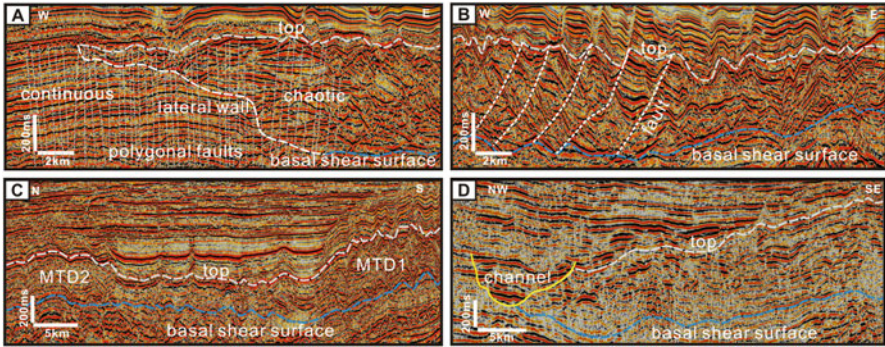 A
W
E
top
continuous
lateral wall
chaotic
200ms
2km
polygonal faults
basal shear surface
B
W
E
top
fault
200ms
2km
basal shear surface
C
N
S
MTD2
top
MTD1
200ms
5km
basal shear surface
D
NW
SE
top
channel
200ms
5km
basal shear surface